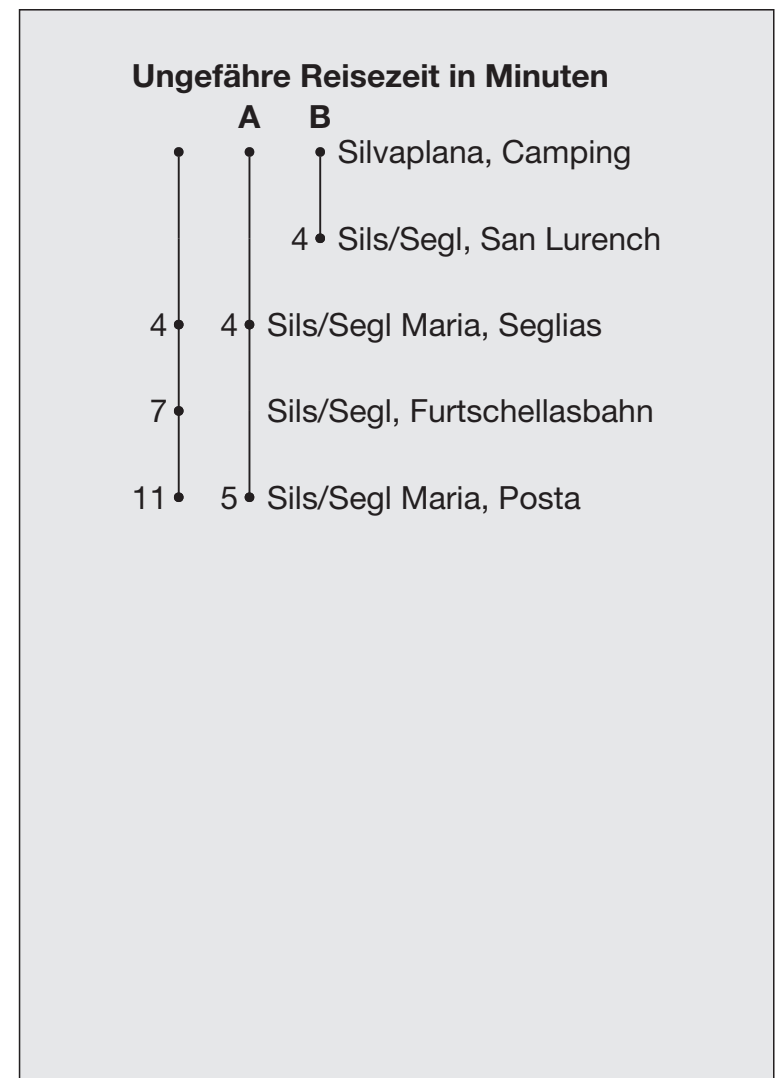 Ungefähre Reisezeit in Minuten
A B
Silvaplana, Camping
4 Sils/Segl, San Lurench
4 4 Sils/Segl Maria, Seglias
7 Sils/Segl, Furtschellasbahn
11 5 Sils/Segl Maria, Posta